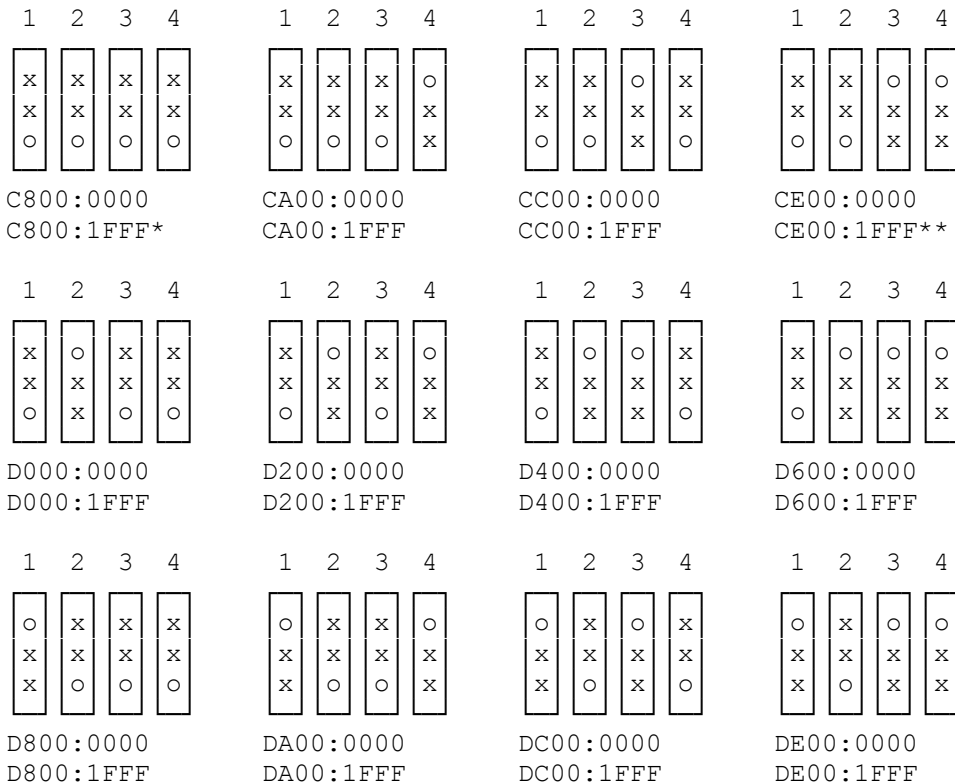 1 2 3 4 1 2 3 4 1 2 3 4 1 2 3 4
x x x x x x x o x x o x x x o o
x x x x x x x x x x x x x x x x
o o o o o o o x o o x o o o x x
C800:0000 CA00:0000 CC00:0000 CE00:0000
C800:1FFF* CA00:1FFF CC00:1FFF CE00:1FFF**
1 2 3 4 1 2 3 4 1 2 3 4 1 2 3 4
x o x x x o x o x o o x x o o o
x x x x x x x x x x x x x x x x
o x o o o x o x o x x o o x x x
D000:0000 D200:0000 D400:0000 D600:0000
D000:1FFF D200:1FFF D400:1FFF D600:1FFF
1 2 3 4 1 2 3 4 1 2 3 4 1 2 3 4
o x x x o x x o o x o x o x o o
x x x x x x x x x x x x x x x x
x o o o x o o x x o x o x o x x
D800:0000 DA00:0000 DC00:0000 DE00:0000
D800:1FFF DA00:1FFF DC00:1FFF DE00:1FFF